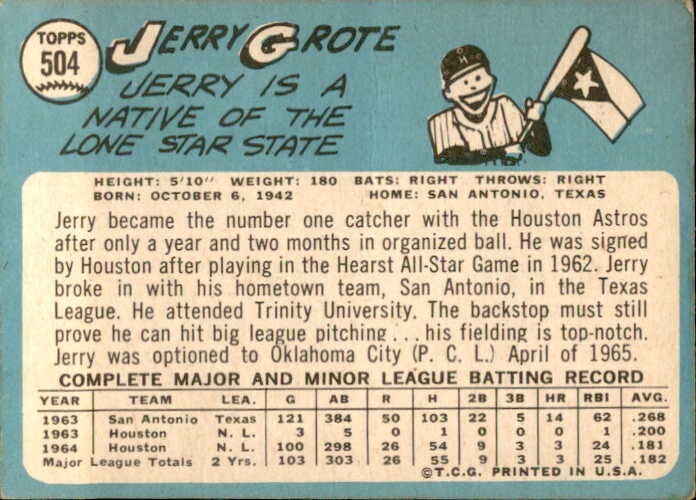 TOPPS
504
JERRY GROTE
JERRY IS A
NATIVE OF THE
LONE STAR STATE
H
HEIGHT: 5'10" WEIGHT: 180 BATS: RIGHT THROWS: RIGHT
BORN: OCTOBER 6, 1942 HOME: SAN ANTONIO, TEXAS
Jerry became the number one catcher with the Houston Astros
after only a year and two months in organized ball. He was signed
by Houston after playing in the Hearst All-Star Game in 1962. Jerry
broke in with his hometown team, San Antonio, in the Texas
League. He attended Trinity University. The backstop must still
prove he can hit big league pitching . . . his fielding is top-notch.
Jerry was optioned to Oklahoma City (P. C. L.) April of 1965.
COMPLETE MAJOR AND MINOR LEAGUE BATTING RECORD
YEAR TEAM LEA. G AB R H 2B 3B HR RBI AVG.
1963 San Antonio Texas 121 384 50 103 22 5 14 62 .268
1963 Houston N. L. 3 5 0 1 0 0 0 1 .200
1964 Houston N. L. 100 298 26 54 9 3 3 24 .181
Major League Totals 2 Yrs. 103 303 26 55 9 3 3 25 .182
©T.C.G. PRINTED IN U.S.A.